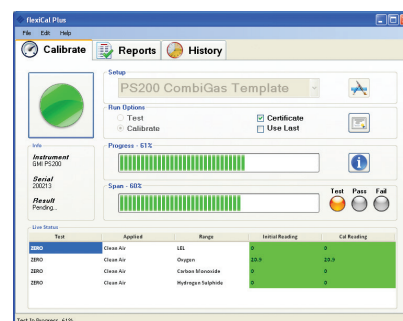 flexiCal Plus
File Edit Help
Calibrate Reports History
Setup
PS200 CombiGas Template
Run Options
Test
Calibrate
Certificate
Use Last
Info
Instrument
GMI PS200
Serial
200213
Result
Pending...
Progress - 61%
Span - 60%
Test Pass Fail
Live Status
Test Applied Range Initial Reading Cal Reading
ZERO Clean Air LEL 0 0
ZERO Clean Air Oxygen 20.9 20.9
ZERO Clean Air Carbon Monoxide 0 0
ZERO Clean Air Hydrogen Sulphide 0 0
Test In Progress 61%